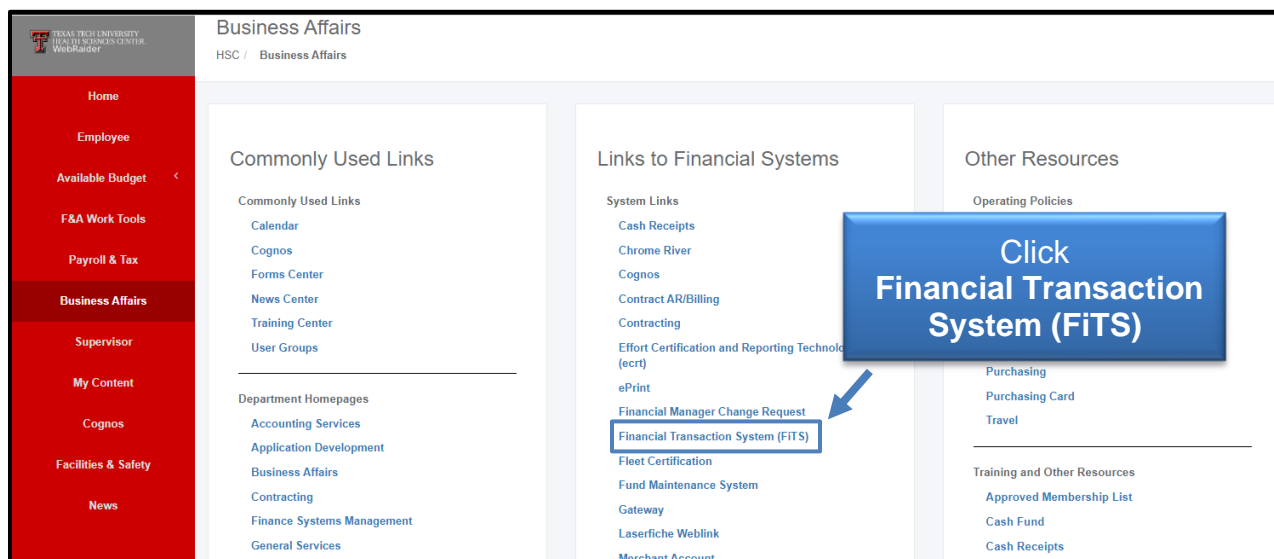 TEXAS TECH UNIVERSITY
HEALTH SCIENCES CENTER.
WebRaider
Home
Employee
Available Budget <
F&A Work Tools
Payroll & Tax
Business Affairs
Supervisor
My Content
Cognos
Facilities & Safety
News
Business Affairs
HSC / Business Affairs
Commonly Used Links
Commonly Used Links
Calendar
Cognos
Forms Center
News Center
Training Center
User Groups
Department Homepages
Accounting Services
Application Development
Business Affairs
Contracting
Finance Systems Management
General Services
Links to Financial Systems
System Links
Cash Receipts
Chrome River
Cognos
Contract AR/Billing
Contracting
Effort Certification and Reporting Technolo
(ecrt)
ePrint
Financial Manager Change Request
Financial Transaction System (FiTS)
Fleet Certification
Fund Maintenance System
Gateway
Laserfiche Weblink
Merchant Account
Other Resources
Operating Policies
Click
Financial Transaction
System (FiTS)
Purchasing
Purchasing Card
Travel
Training and Other Resources
Approved Membership List
Cash Fund
Cash Receipts